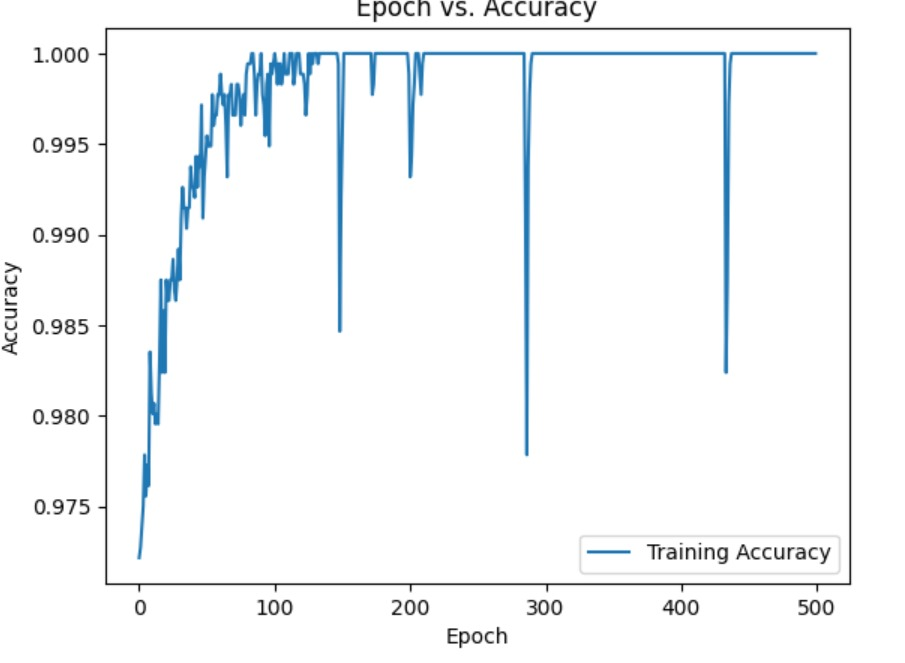 Epoch vs. Accuracy
1.000
0.995
0.990
0.985
0.980
0.975
Accuracy
Training Accuracy
0 100 200 300 400 500
Epoch